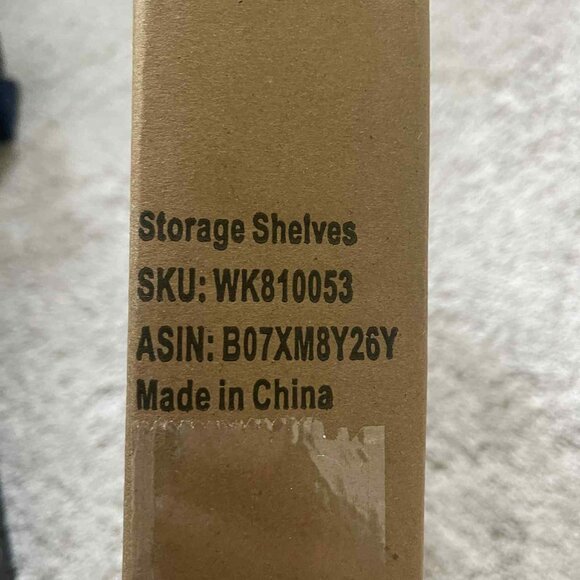 Storage Shelves
SKU: WK810053
ASIN: B07XM8Y26Y
Made in China